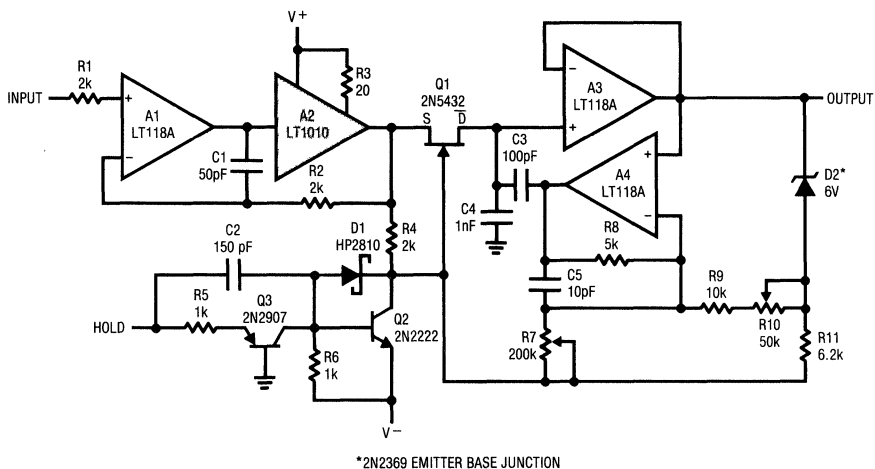 V+
R1
2k
INPUT
+
A1
LT118A
–
C1
50pF
A2
LT1010
R3
20
R2
2k
Q1
2N5432
S
D
–
A3
LT118A
+
OUTPUT
C3
100pF
+
A4
LT118A
–
D2*
6V
C4
1nF
R4
2k
R8
5k
C5
10pF
C2
150 pF
D1
HP2810
R9
10k
R10
50k
R11
6.2k
HOLD
R5
1k
Q3
2N2907
Q2
2N2222
R6
1k
R7
200k
V–
*2N2369 EMITTER BASE JUNCTION